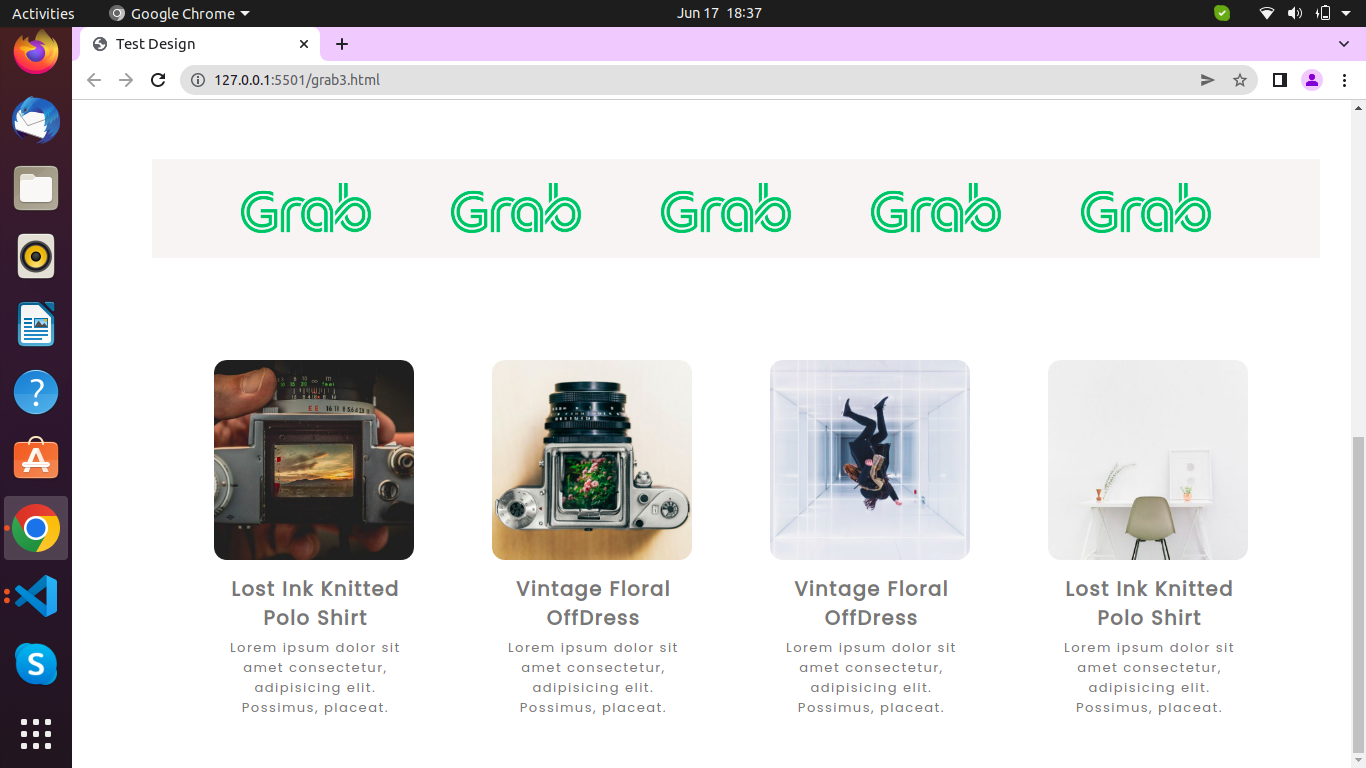 Activities Google Chrome Jun 17 18:37
Test Design
127.0.0.1:5501/grab3.html
Grab Grab Grab Grab Grab
Lost Ink Knitted
Polo Shirt
Lorem ipsum dolor sit
amet consectetur,
adipisicing elit.
Possimus, placeat.
Vintage Floral
OffDress
Lorem ipsum dolor sit
amet consectetur,
adipisicing elit.
Possimus, placeat.
Vintage Floral
OffDress
Lorem ipsum dolor sit
amet consectetur,
adipisicing elit.
Possimus, placeat.
Lost Ink Knitted
Polo Shirt
Lorem ipsum dolor sit
amet consectetur,
adipisicing elit.
Possimus, placeat.